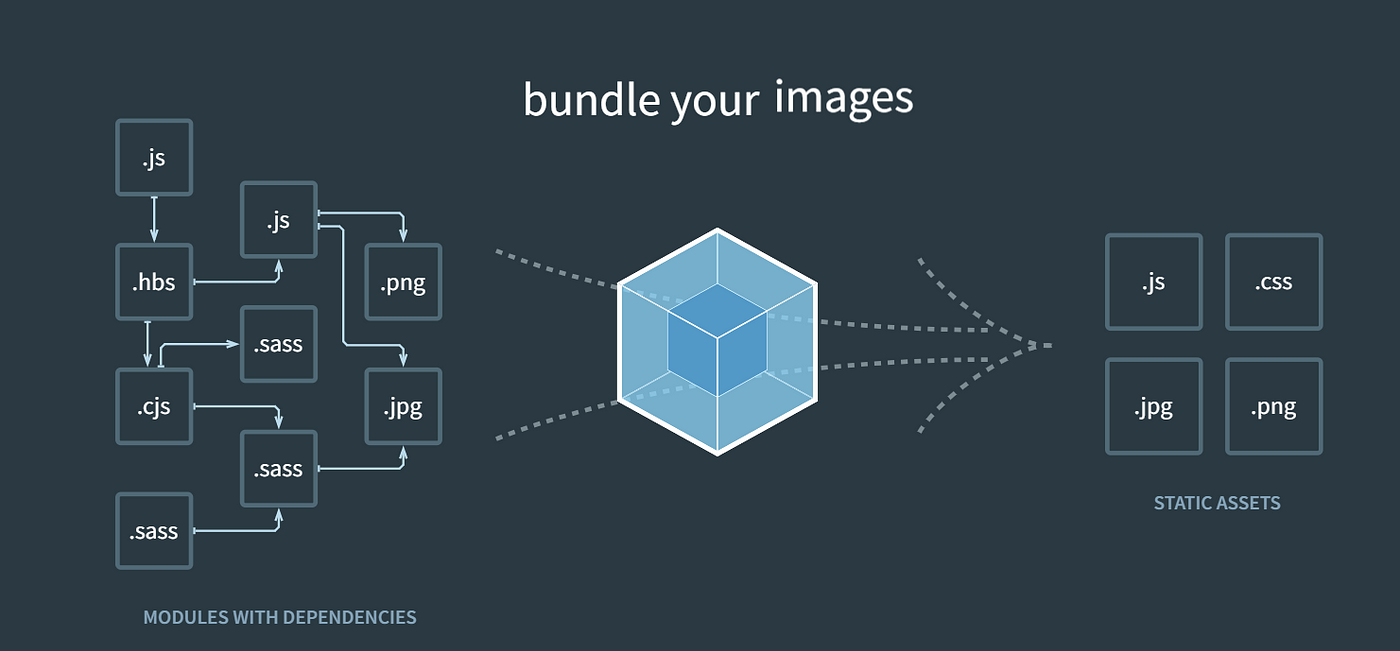 bundle your images
.js
.js
.hbs
.png
.sass
.cjs
.jpg
.sass
.sass
MODULES WITH DEPENDENCIES
.js
.css
.jpg
.png
STATIC ASSETS